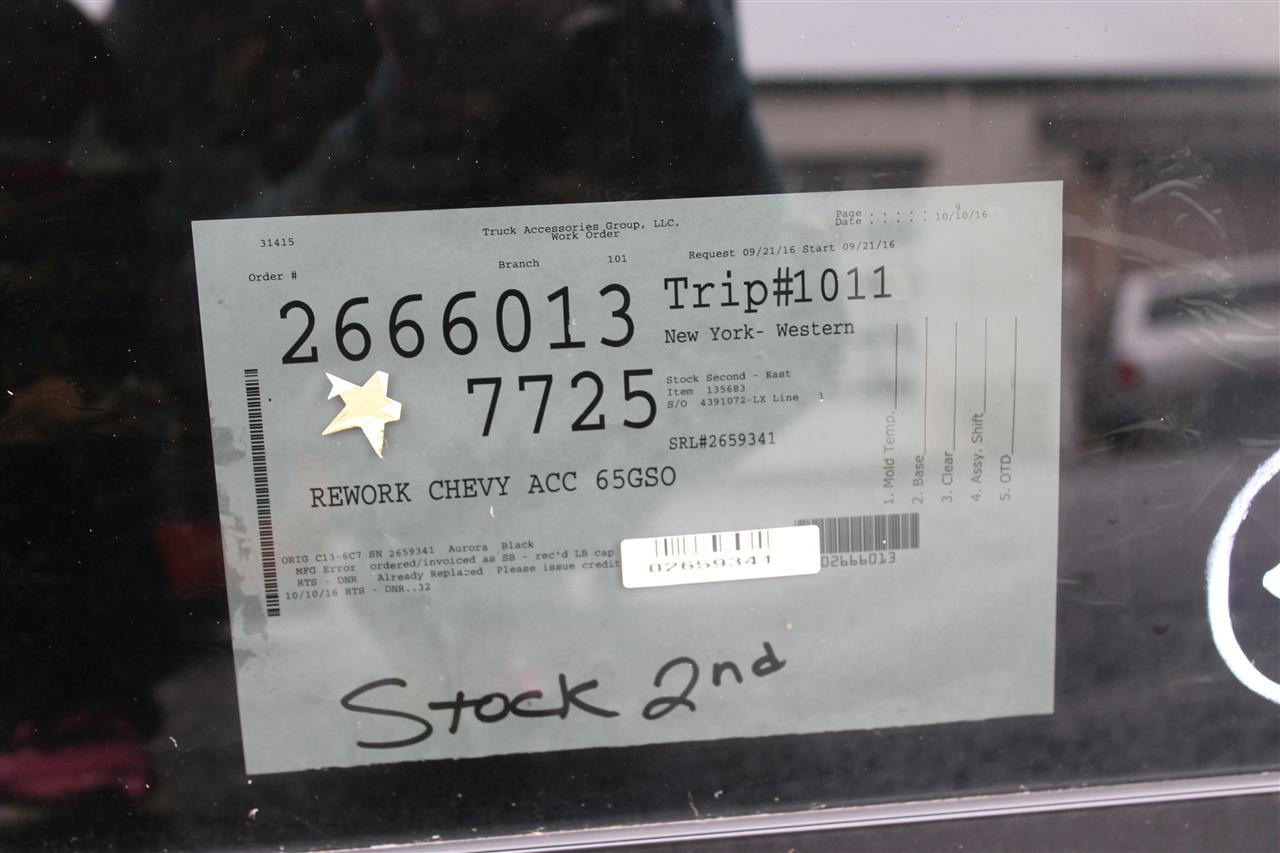 Truck Accessories Group, LLC.
Work Order
Page . . . . . 9
Date . . . . . 10/10/16
31415
Request 09/21/16 Start 09/21/16
Branch 101
Order #
2666013
Trip#1011
New York- Western
7725
Stock Second - East
Item 135683
S/O 4391072-LX Line 1
SRL#2659341
REWORK CHEVY ACC 65GSO
1. Mold Temp.
2. Base
3. Clear
4. Assy. Shift
5. OTD
ORIG C13-6C7 SN 2659341 Aurora Black
MFG Error ordered/invoiced as SB - rec'd LB cap
RTS - DNR Already Replaced Please issue credit
10/10/16 RTS - DNR..32
02659341
02666013
Stock 2nd